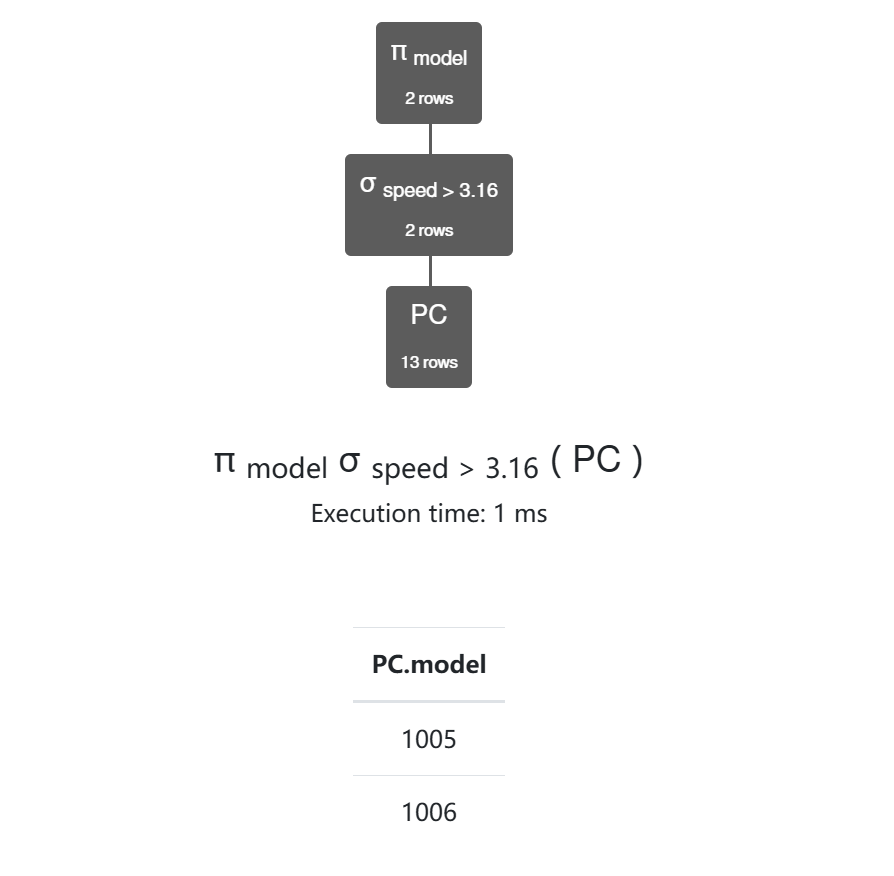 π model
2 rows
σ speed > 3.16
2 rows
PC
13 rows
π model σ speed > 3.16 ( PC )
Execution time: 1 ms
PC.model
1005
1006